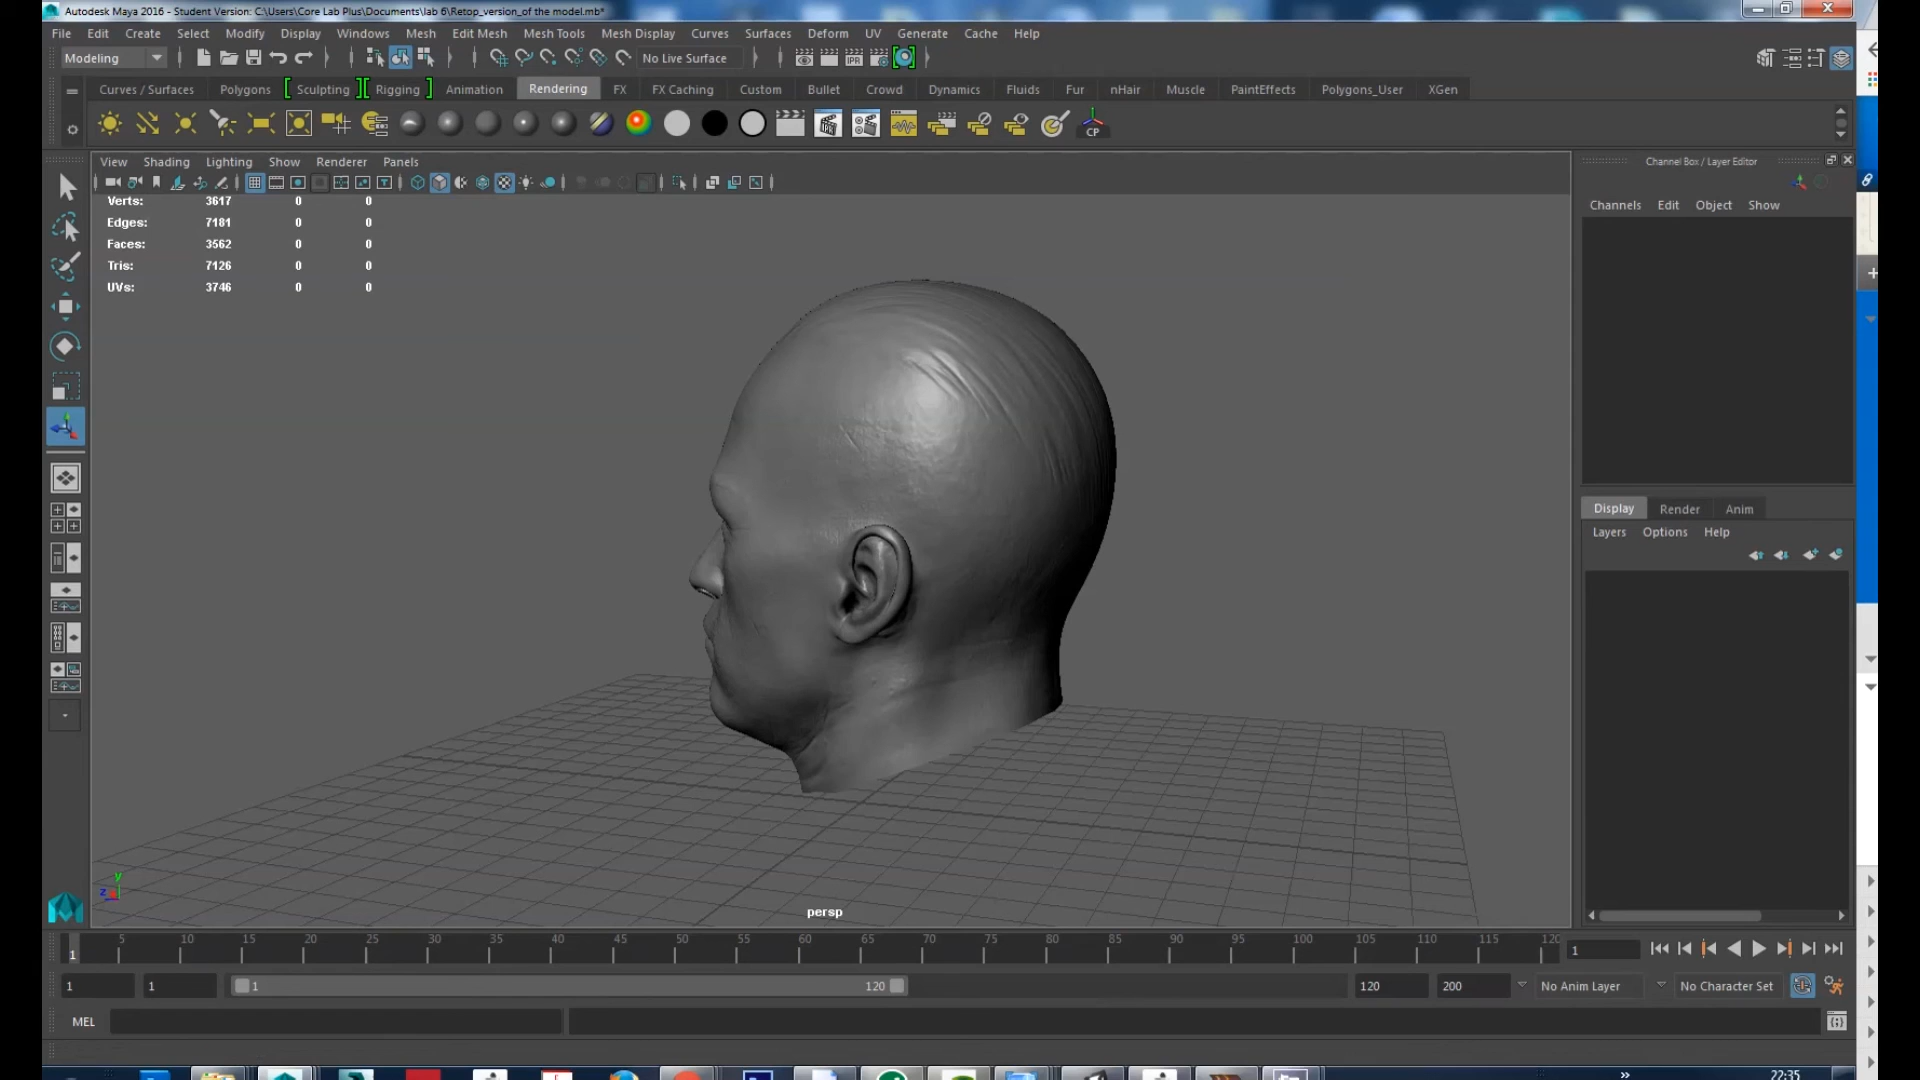 Autodesk Maya 2016 - Student Version: C:\Users\Core Lab Plus\Documents\lab 6\Retop_version_of the model.mb*
File Edit Create Select Modify Display Windows Mesh Edit Mesh Mesh Tools Mesh Display Curves Surfaces Deform UV Generate Cache Help
Modeling No Live Surface
IPR
Curves / Surfaces Polygons Sculpting Rigging Animation Rendering FX FX Caching Custom Bullet Crowd Dynamics Fluids Fur nHair Muscle PaintEffects Polygons_User XGen
CP
View Shading Lighting Show Renderer Panels
Channel Box / Layer Editor
Channels Edit Object Show
Verts: 3617 0 0
Edges: 7181 0 0
Faces: 3562 0 0
Tris: 7126 0 0
UVs: 3746 0 0
Display Render Anim
Layers Options Help
y
z
persp
1 5 10 15 20 25 30 35 40 45 50 55 60 65 70 75 80 85 90 95 100 105 110 115 120 1
1 1 1 120 120 200 No Anim Layer No Character Set
MEL
22:35